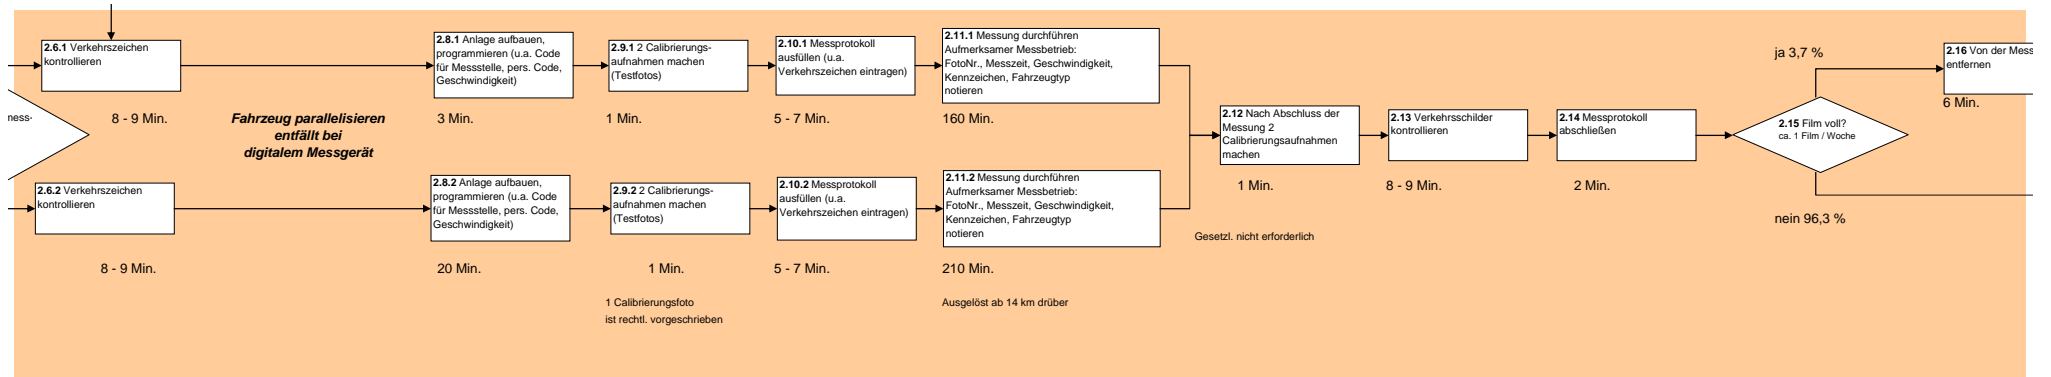 ness-
2.6.1 Verkehrszeichen
kontrollieren
8 - 9 Min.
Fahrzeug parallelisieren
entfällt bei
digitalem Messgerät
2.8.1 Anlage aufbauen,
programmieren (u.a. Code
für Messstelle, pers. Code,
Geschwindigkeit)
3 Min.
2.9.1 2 Calibrierungs-
aufnahmen machen
(Testfotos)
1 Min.
2.10.1 Messprotokoll
ausfüllen (u.a.
Verkehrszeichen eintragen)
5 - 7 Min.
2.11.1 Messung durchführen
Aufmerksamer Messbetrieb:
FotoNr., Messzeit, Geschwindigkeit,
Kennzeichen, Fahrzeugtyp
notieren
160 Min.
2.6.2 Verkehrszeichen
kontrollieren
8 - 9 Min.
2.8.2 Anlage aufbauen,
programmieren (u.a. Code
für Messstelle, pers. Code,
Geschwindigkeit)
20 Min.
2.9.2 2 Calibrierungs-
aufnahmen machen
(Testfotos)
1 Min.
1 Calibrierungsfoto
ist rechtl. vorgeschrieben
2.10.2 Messprotokoll
ausfüllen (u.a.
Verkehrszeichen eintragen)
5 - 7 Min.
2.11.2 Messung durchführen
Aufmerksamer Messbetrieb:
FotoNr., Messzeit, Geschwindigkeit,
Kennzeichen, Fahrzeugtyp
notieren
210 Min.
Ausgelöst ab 14 km drüber
2.12 Nach Abschluss der
Messung 2
Calibrierungsaufnahmen
machen
1 Min.
Gesetzl. nicht erforderlich
2.13 Verkehrsschilder
kontrollieren
8 - 9 Min.
2.14 Messprotokoll
abschließen
2 Min.
2.15 Film voll?
ca. 1 Film / Woche
ja 3,7 %
nein 96,3 %
2.16 Von der Mess
entfernen
6 Min.